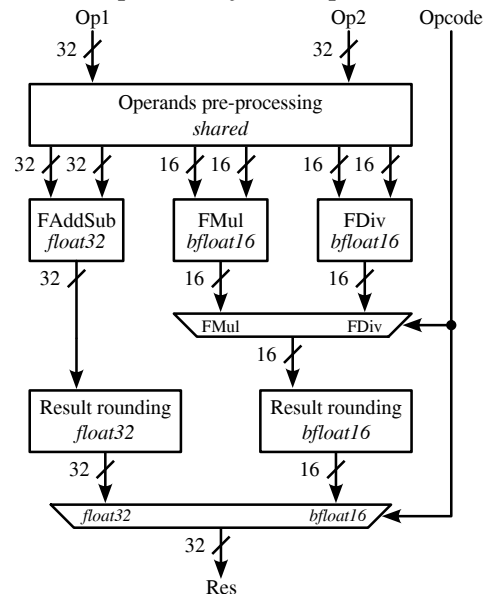 Op1 Op2 Opcode
32 32
Operands pre-processing
shared
32 32 16 16 16 16
FAddSub FMul FDiv
float32 bfloat16 bfloat16
32 16 16
FMul FDiv
16
Result rounding Result rounding
float32 bfloat16
32 16
float32 bfloat16
32
Res